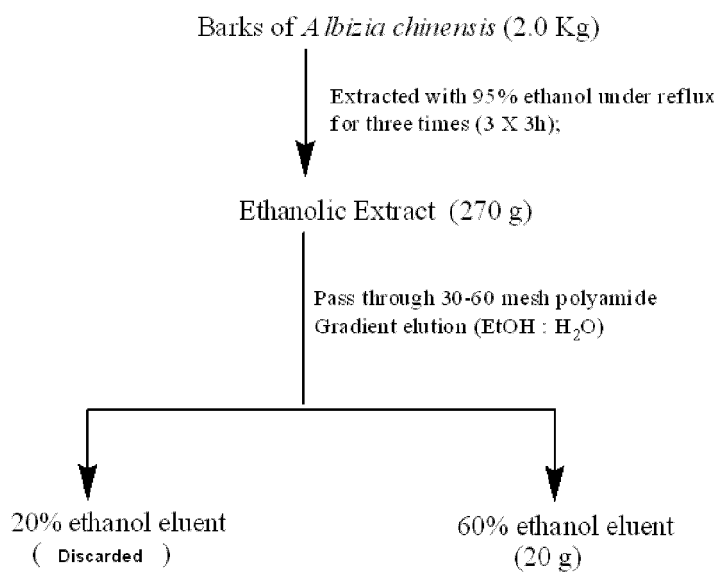 Barks of Albizia chinensis (2.0 Kg)
Extracted with 95% ethanol under reflux
for three times (3 X 3h);
Ethanolic Extract (270 g)
Pass through 30-60 mesh polyamide
Gradient elution (EtOH : H₂O)
20% ethanol eluent
( Discarded )
60% ethanol eluent
(20 g)